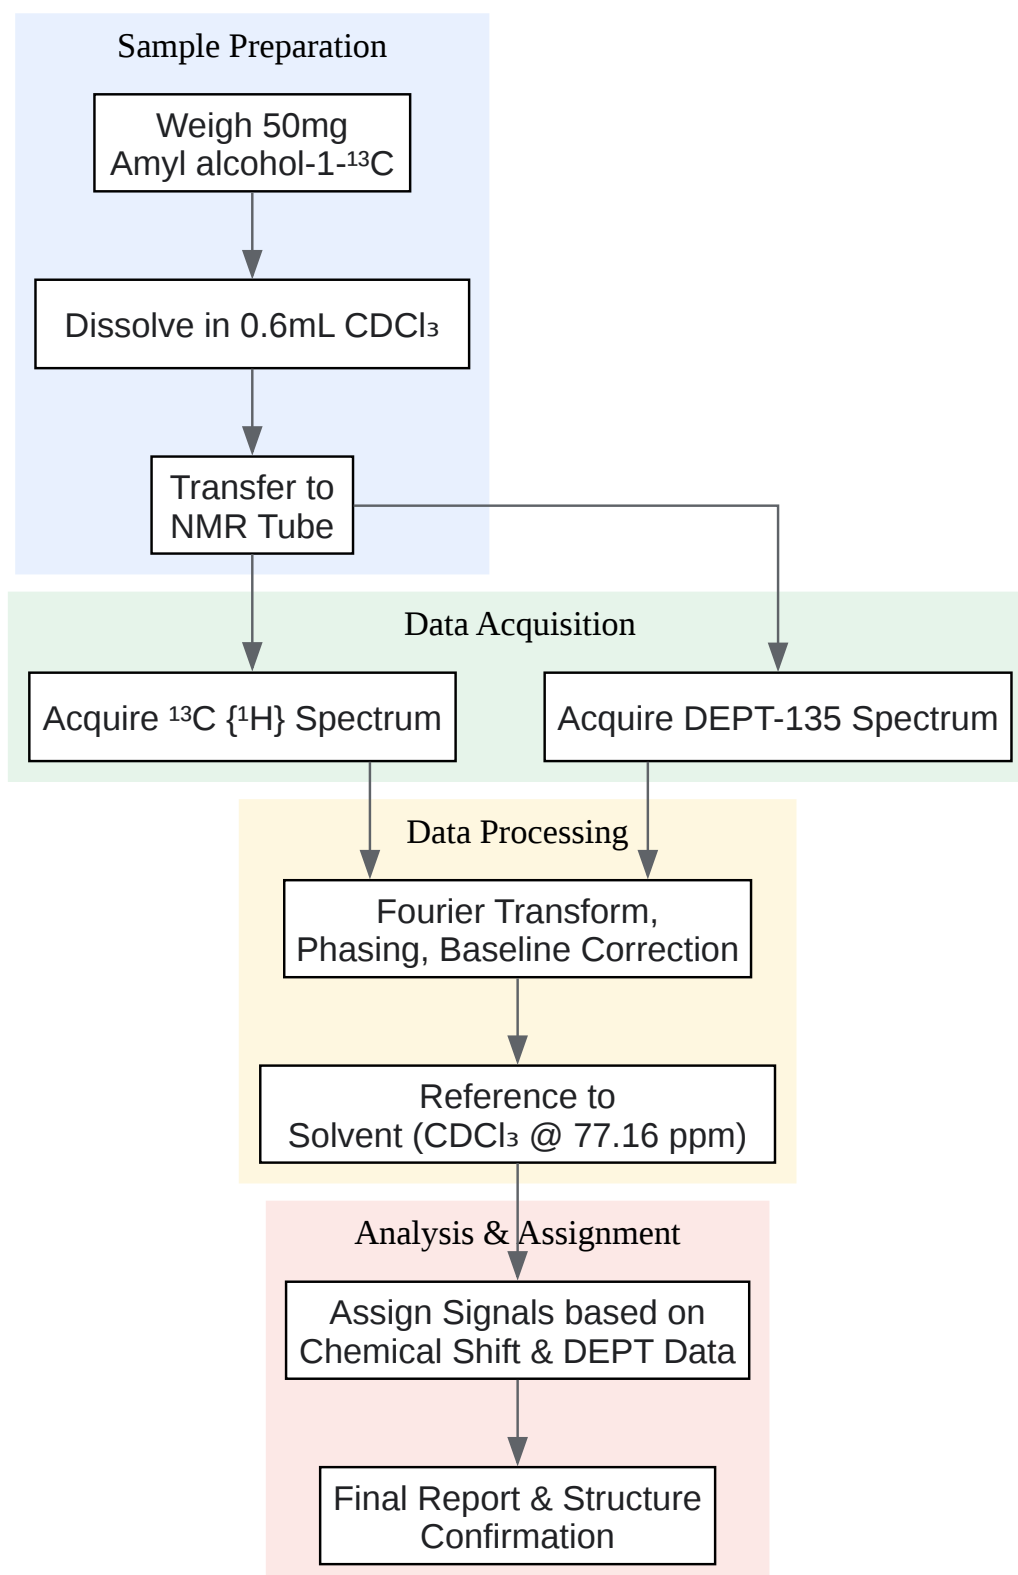 Sample Preparation
Weigh 50mg
Amyl alcohol-1-¹³C
Dissolve in 0.6mL CDCl₃
Transfer to
NMR Tube
Data Acquisition
Acquire ¹³C {¹H} Spectrum
Acquire DEPT-135 Spectrum
Data Processing
Fourier Transform,
Phasing, Baseline Correction
Reference to
Solvent (CDCl₃ @ 77.16 ppm)
Analysis & Assignment
Assign Signals based on
Chemical Shift & DEPT Data
Final Report & Structure
Confirmation